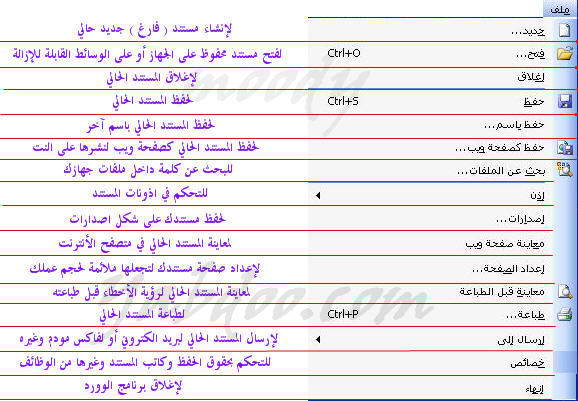 ملف
جديد... لإنشاء مستند ( فارغ ) جديد حالي
فتح... Ctrl+O لفتح مستند محفوظ على الجهاز أو على الوسائط القابلة للإزالة
إغلاق لإغلاق المستند الحالي
حفظ Ctrl+S لحفظ المستند الحالي
حفظ باسم... لحفظ المستند الحالي باسم آخر
حفظ كصفحة ويب... لحفظ المستند الحالي كصفحة ويب لنشرها على النت
بحث عن الملفات... للبحث عن كلمة داخل ملفات جهازك
إذن للتحكم في اذونات المستند
إصدارات... لحفظ مستندك على شكل اصدارات
معاينة صفحة ويب لمعاينة المستند الحالي في متصفح الأنترنت
إعداد الصفحة... لإعداد صفحة مستندك لتجعلها ملائمة لحجم عملك
معاينة قبل الطباعة لمعاينة المستند الحالي لرؤية الأخطاء قبل طباعته
طباعة... Ctrl+P لطباعة المستند الحالي
إرسال إلى لإرسال المستند الحالي لبريد الكتروني أو لفاكس مودم وغيره
خصائص للتحكم بحقوق الحفظ وكاتب المستند وغيرها من الوظائف
إنهاء لإغلاق برنامج الوورد
moody